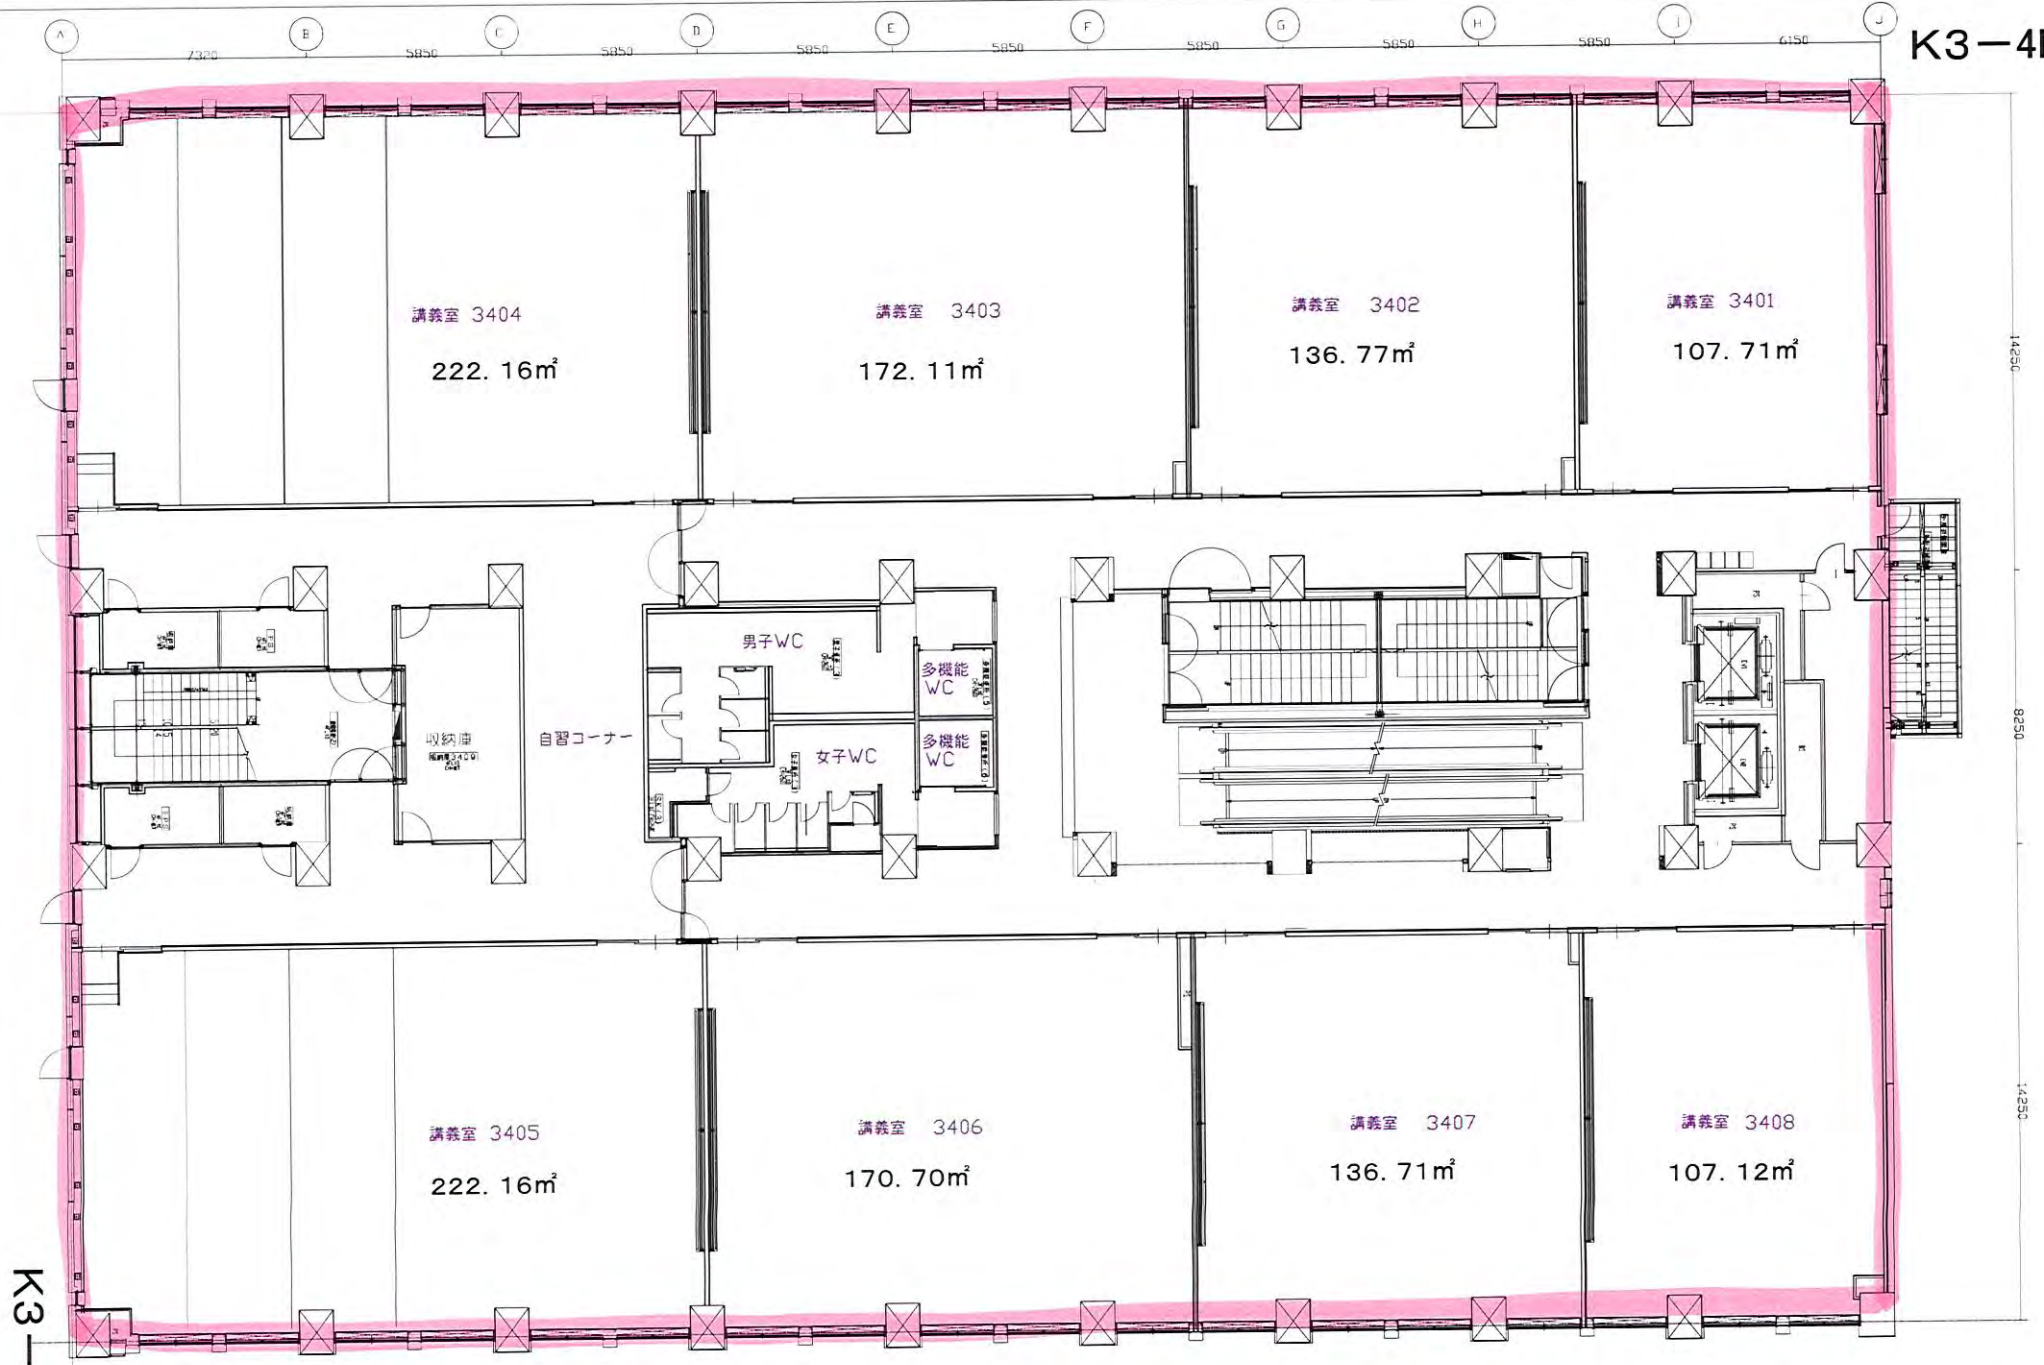 A
B
C
D
E
F
G
H
I
J
7320
5850
5850
5850
5850
5850
5850
5850
6150
K3-4
講義室 3404
222.16㎡
講義室 3403
172.11㎡
講義室 3402
136.77㎡
講義室 3401
107.71㎡
14250
8250
14250
男子WC
多機能
WC
多機能
WC
女子WC
自習コーナー
収納庫
講義室 3405
222.16㎡
講義室 3406
170.70㎡
講義室 3407
136.71㎡
講義室 3408
107.12㎡
K3-